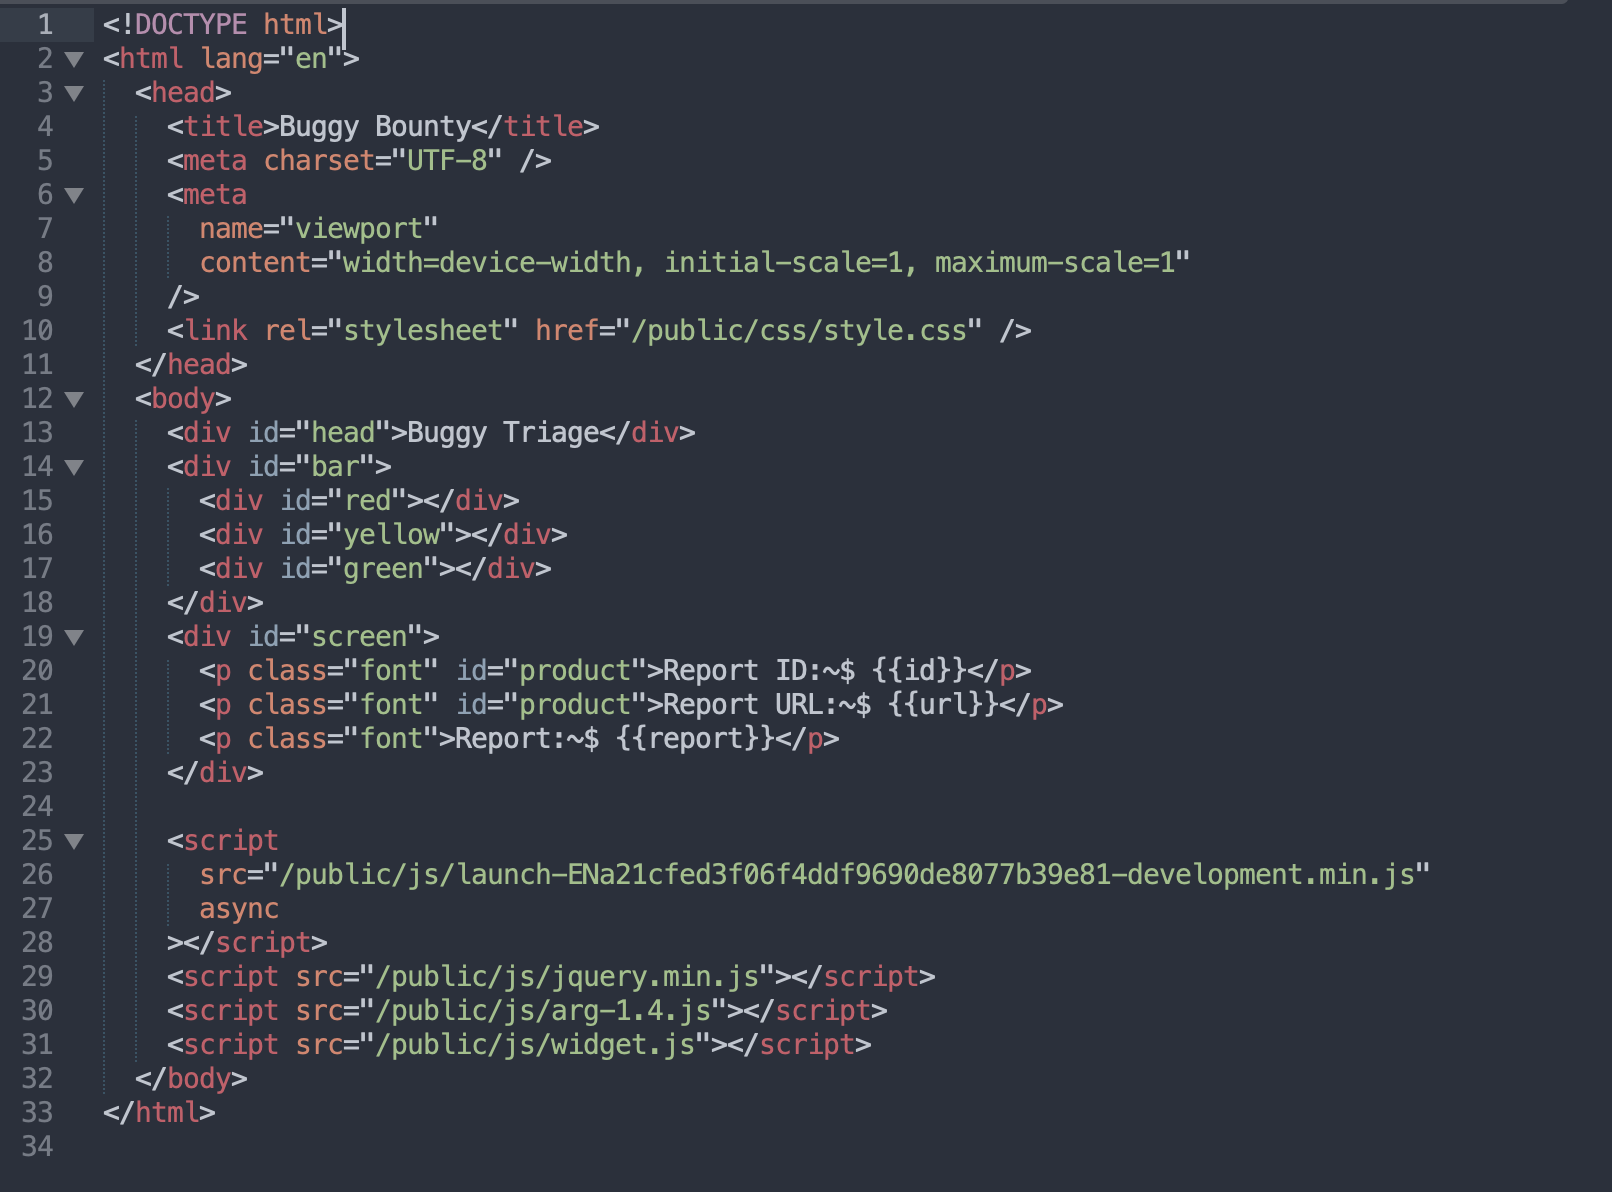 1 <!DOCTYPE html>
2 <html lang="en">
3   <head>
4     <title>Buggy Bounty</title>
5     <meta charset="UTF-8" />
6     <meta
7       name="viewport"
8       content="width=device-width, initial-scale=1, maximum-scale=1"
9     />
10     <link rel="stylesheet" href="/public/css/style.css" />
11   </head>
12   <body>
13     <div id="head">Buggy Triage</div>
14     <div id="bar">
15       <div id="red"></div>
16       <div id="yellow"></div>
17       <div id="green"></div>
18     </div>
19     <div id="screen">
20       <p class="font" id="product">Report ID:~$ {{id}}</p>
21       <p class="font" id="product">Report URL:~$ {{url}}</p>
22       <p class="font">Report:~$ {{report}}</p>
23     </div>
24
25     <script
26       src="/public/js/launch-ENa21cfed3f06f4ddf9690de8077b39e81-development.min.js"
27       async
28     ></script>
29     <script src="/public/js/jquery.min.js"></script>
30     <script src="/public/js/arg-1.4.js"></script>
31     <script src="/public/js/widget.js"></script>
32   </body>
33 </html>
34